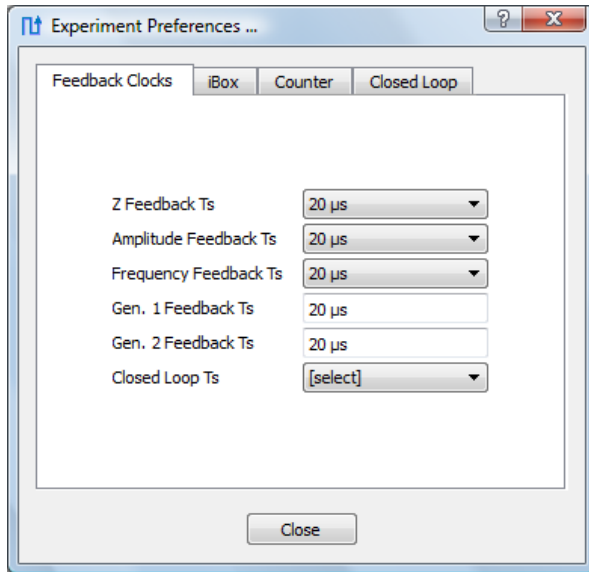 Experiment Preferences ...
?
Feedback Clocks iBox Counter Closed Loop
Z Feedback Ts 20 µs
Amplitude Feedback Ts 20 µs
Frequency Feedback Ts 20 µs
Gen. 1 Feedback Ts 20 µs
Gen. 2 Feedback Ts 20 µs
Closed Loop Ts [select]
Close